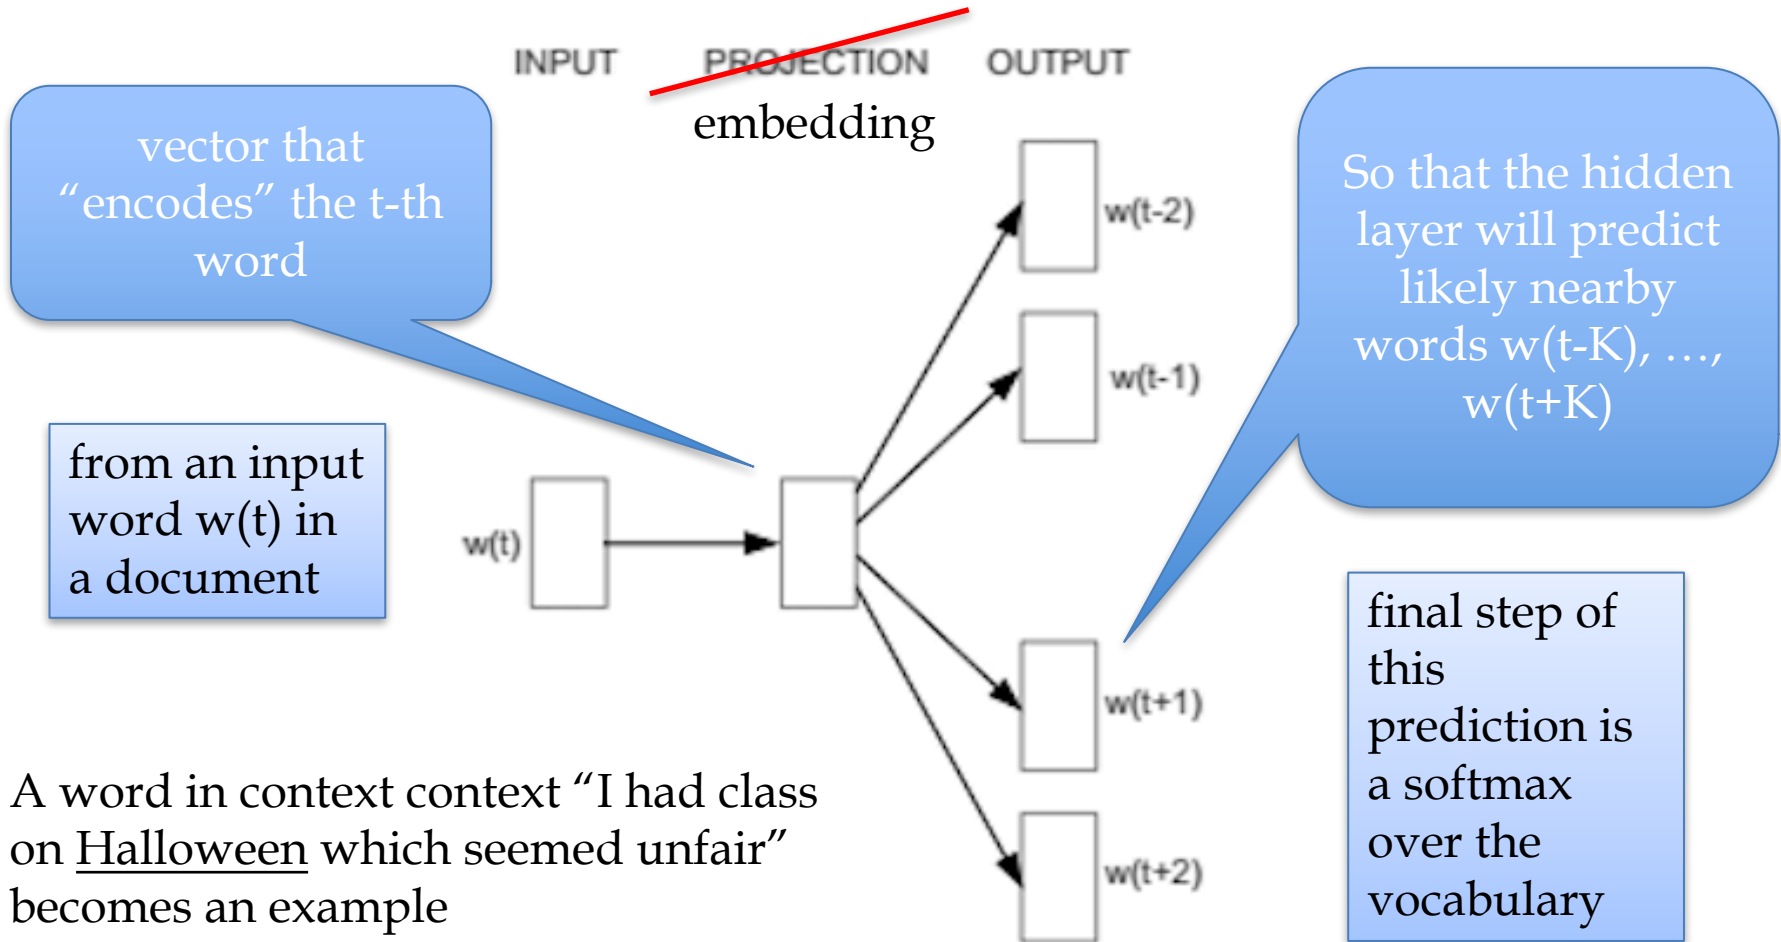 INPUT PROJECTION OUTPUT
embedding
vector that
“encodes” the t-th
word
from an input
word w(t) in
a document
w(t)
w(t-2)
w(t-1)
w(t+1)
w(t+2)
So that the hidden
layer will predict
likely nearby
words w(t-K), …,
w(t+K)
final step of
this
prediction is
a softmax
over the
vocabulary
A word in context context “I had class
on Halloween which seemed unfair”
becomes an example